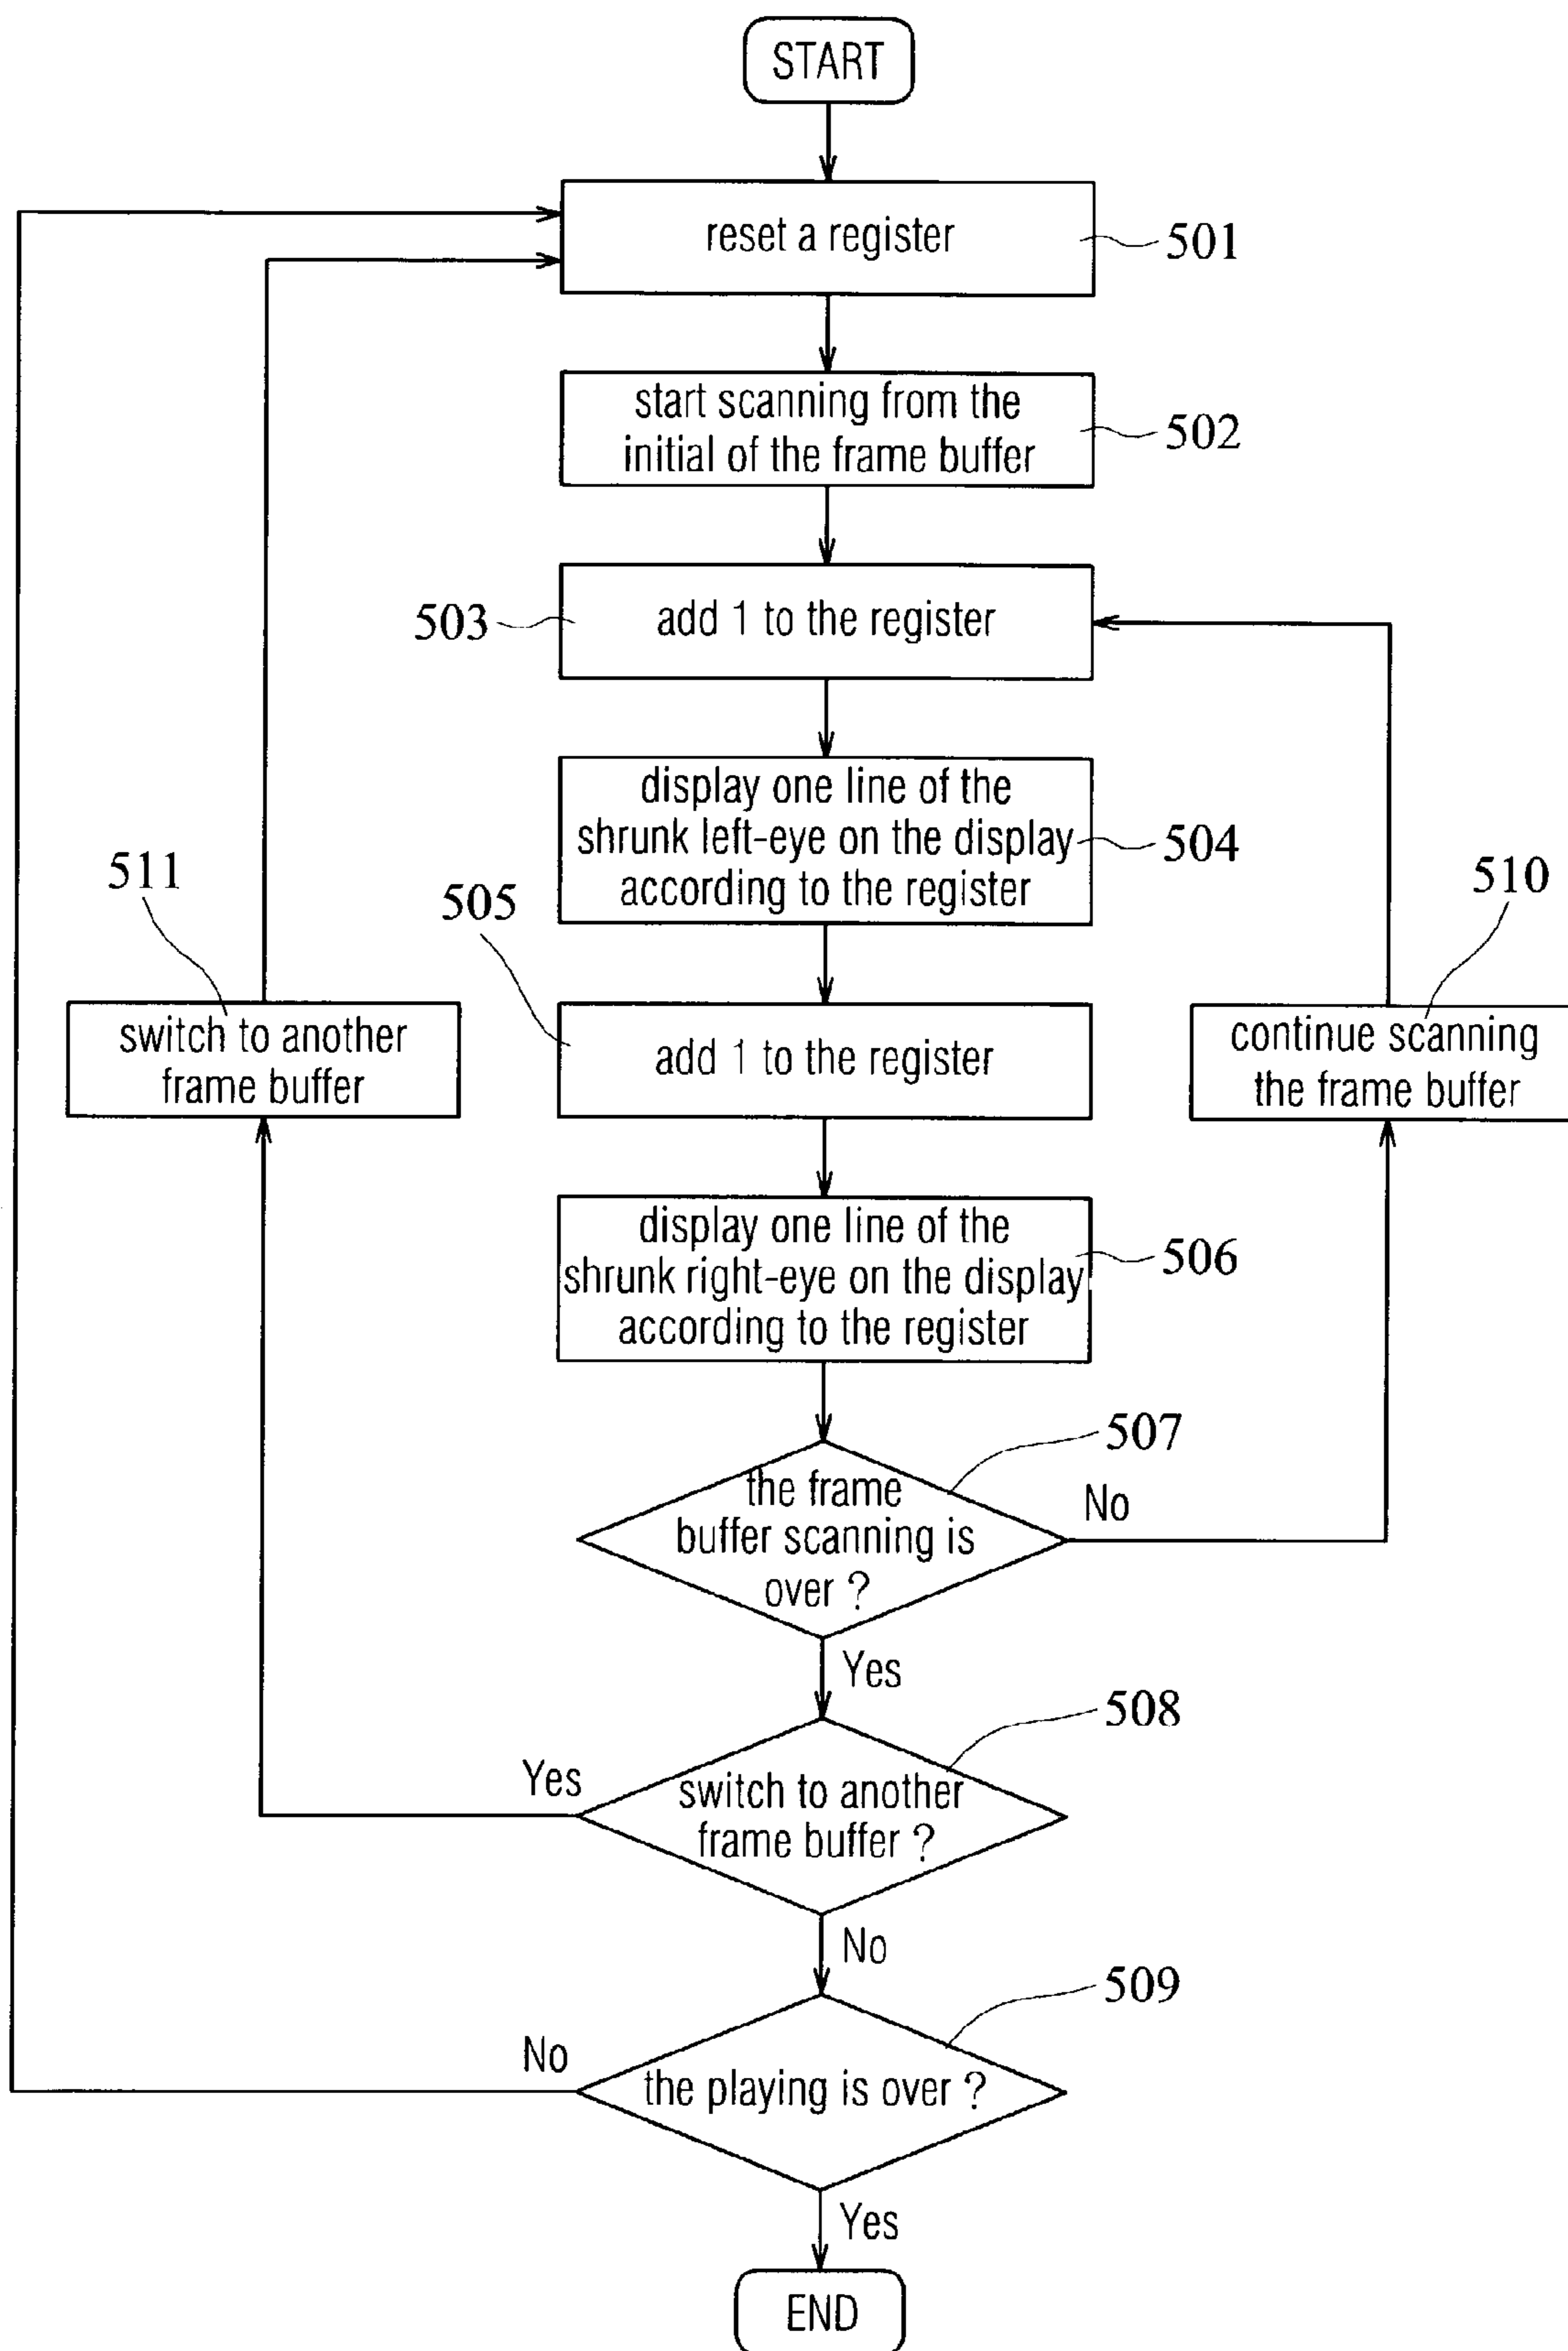 START
reset a register
501
start scanning from the
initial of the frame buffer
502
503
add 1 to the register
display one line of the
shrunk left-eye on the display
according to the register
504
511
505
510
switch to another
frame buffer
add 1 to the register
continue scanning
the frame buffer
display one line of the
shrunk right-eye on the display
according to the register
506
507
the frame
buffer scanning is
over ?
No
Yes
508
Yes
switch to another
frame buffer ?
No
509
No
the playing is over ?
Yes
END